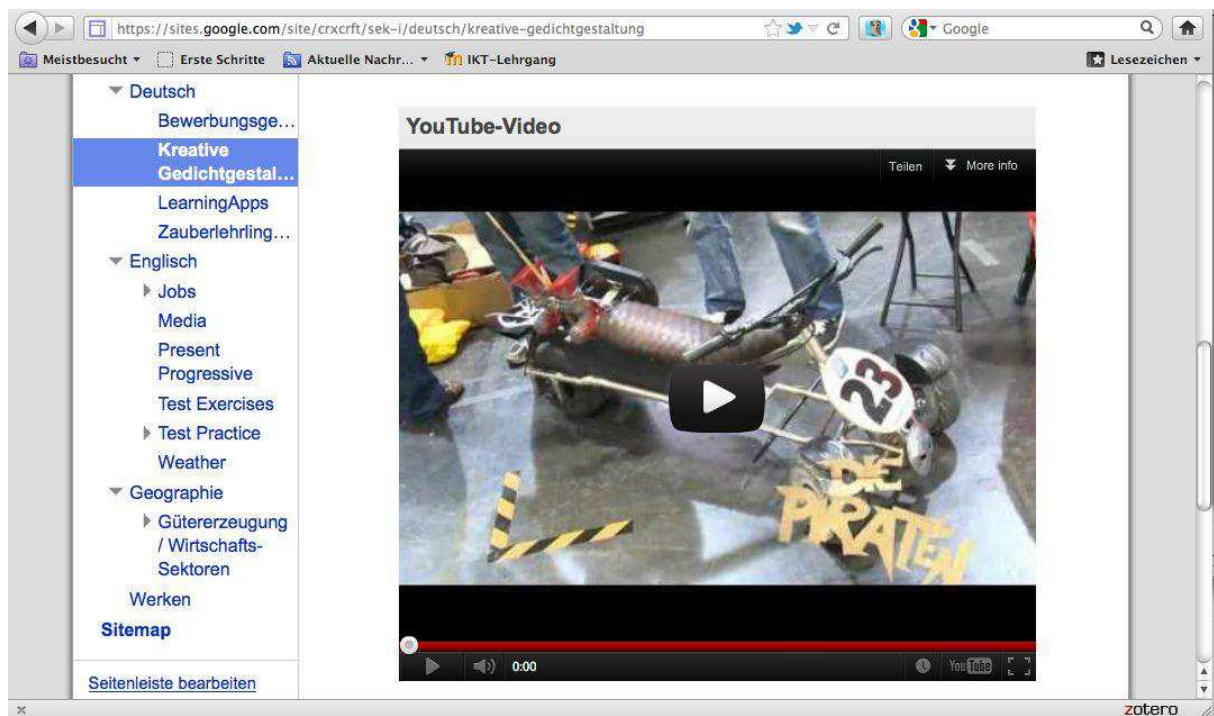 https://sites.google.com/site/crxcrft/sek-i/deutsch/kreative-gedichtgestaltung
Google
Meistbesucht
Erste Schritte
Aktuelle Nachr...
IKT-Lehrgang
Lesezeichen
Deutsch
Bewerbungsge...
Kreative
Gedichtgestal...
LearningApps
Zauberlehrling...
Englisch
Jobs
Media
Present
Progressive
Test Exercises
Test Practice
Weather
Geographie
Gütererzeugung
/ Wirtschafts-
Sektoren
Werken
Sitemap
Seitenleiste bearbeiten
YouTube-Video
Teilen
More info
23
DIE
PIRATEN
0:00
YouTube
zotero